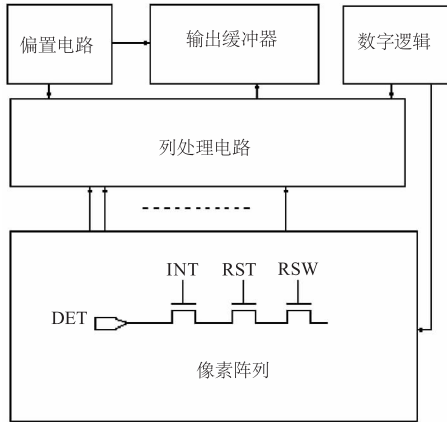 偏置电路
输出缓冲器
数字逻辑
列处理电路
INT RST RSW
DET
像素阵列